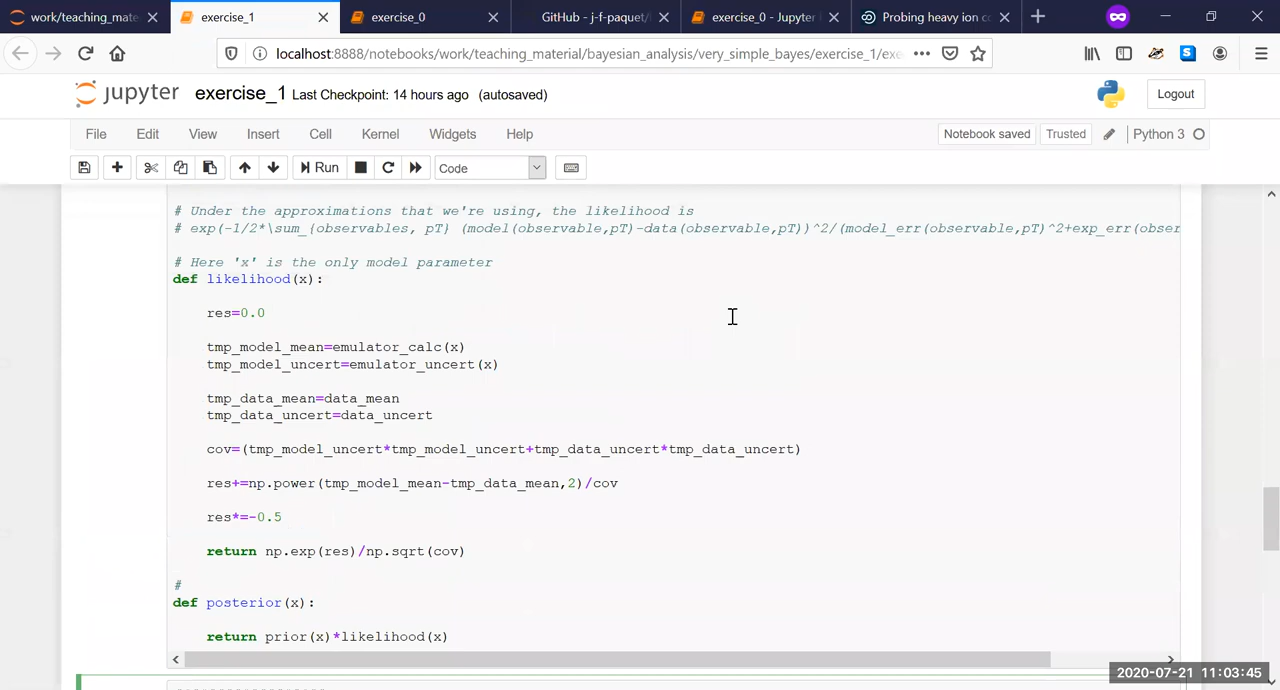 work/teaching_mate
exercise_1
exercise_0
GitHub - j-f-paquet/
exercise_0 - Jupyter
Probing heavy ion co
localhost:8888/notebooks/work/teaching_material/bayesian_analysis/very_simple_bayes/exercise_1/exe
jupyter exercise_1 Last Checkpoint: 14 hours ago (autosaved)
Logout
File Edit View Insert Cell Kernel Widgets Help
Notebook saved Trusted Python 3
Run Code
# Under the approximations that we're using, the likelihood is
# exp(-1/2*\sum_{observables, pT} (model(observable,pT)-data(observable,pT))^2/(model_err(observable,pT)^2+exp_err(obser
# Here 'x' is the only model parameter
def likelihood(x):
res=0.0
tmp_model_mean=emulator_calc(x)
tmp_model_uncert=emulator_uncert(x)
tmp_data_mean=data_mean
tmp_data_uncert=data_uncert
cov=(tmp_model_uncert*tmp_model_uncert+tmp_data_uncert*tmp_data_uncert)
res+=np.power(tmp_model_mean-tmp_data_mean,2)/cov
res*=-0.5
return np.exp(res)/np.sqrt(cov)
#
def posterior(x):
return prior(x)*likelihood(x)
2020-07-21 11:03:45